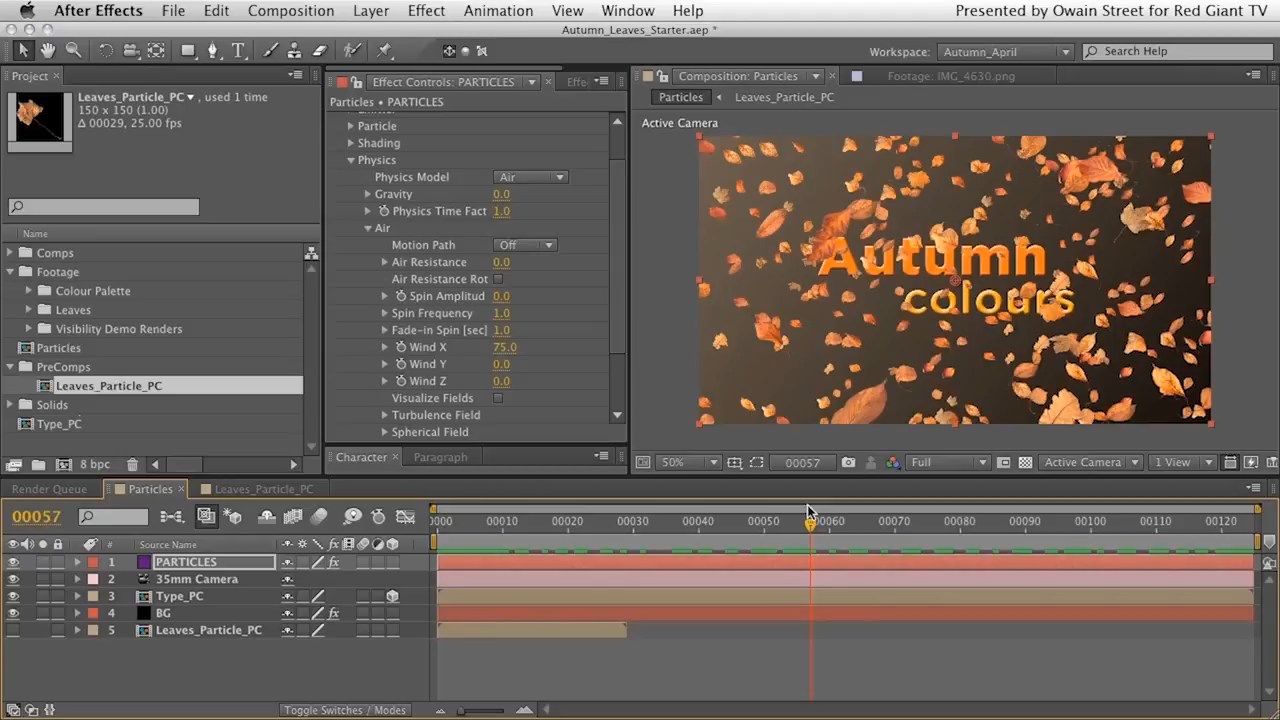 After Effects File Edit Composition Layer Effect Animation View Window Help Presented by Owain Street for Red Giant TV
Autumn_Leaves_Starter.aep *
Workspace: Autumn_April Search Help
Project
Leaves_Particle_PC, used 1 time
150 x 150 (1.00)
Δ 00029, 25.00 fps
Name
Comps
Footage
Colour Palette
Leaves
Visibility Demo Renders
Particles
PreComps
Leaves_Particle_PC
Solids
Type_PC
8 bpc
Effect Controls: PARTICLES Effe
Particles • PARTICLES
Particle
Shading
Physics
Physics Model Air
Gravity 0.0
Physics Time Fact 1.0
Air
Motion Path Off
Air Resistance 0.0
Air Resistance Rot
Spin Amplitud 0.0
Spin Frequency 1.0
Fade-in Spin [sec] 1.0
Wind X 75.0
Wind Y 0.0
Wind Z 0.0
Visualize Fields
Turbulence Field
Spherical Field
Character Paragraph
Composition: Particles Footage: IMG_4630.png
Particles Leaves_Particle_PC
Active Camera
Autumn
colours
50% 00057 Full Active Camera 1 View
Render Queue Particles Leaves_Particle_PC
00057
0000 00010 00020 00030 00040 00050 00060 00070 00080 00090 00100 00110 00120
# Source Name fx
1 PARTICLES fx
2 35mm Camera
3 Type_PC
4 BG fx
5 Leaves_Particle_PC
Toggle Switches / Modes